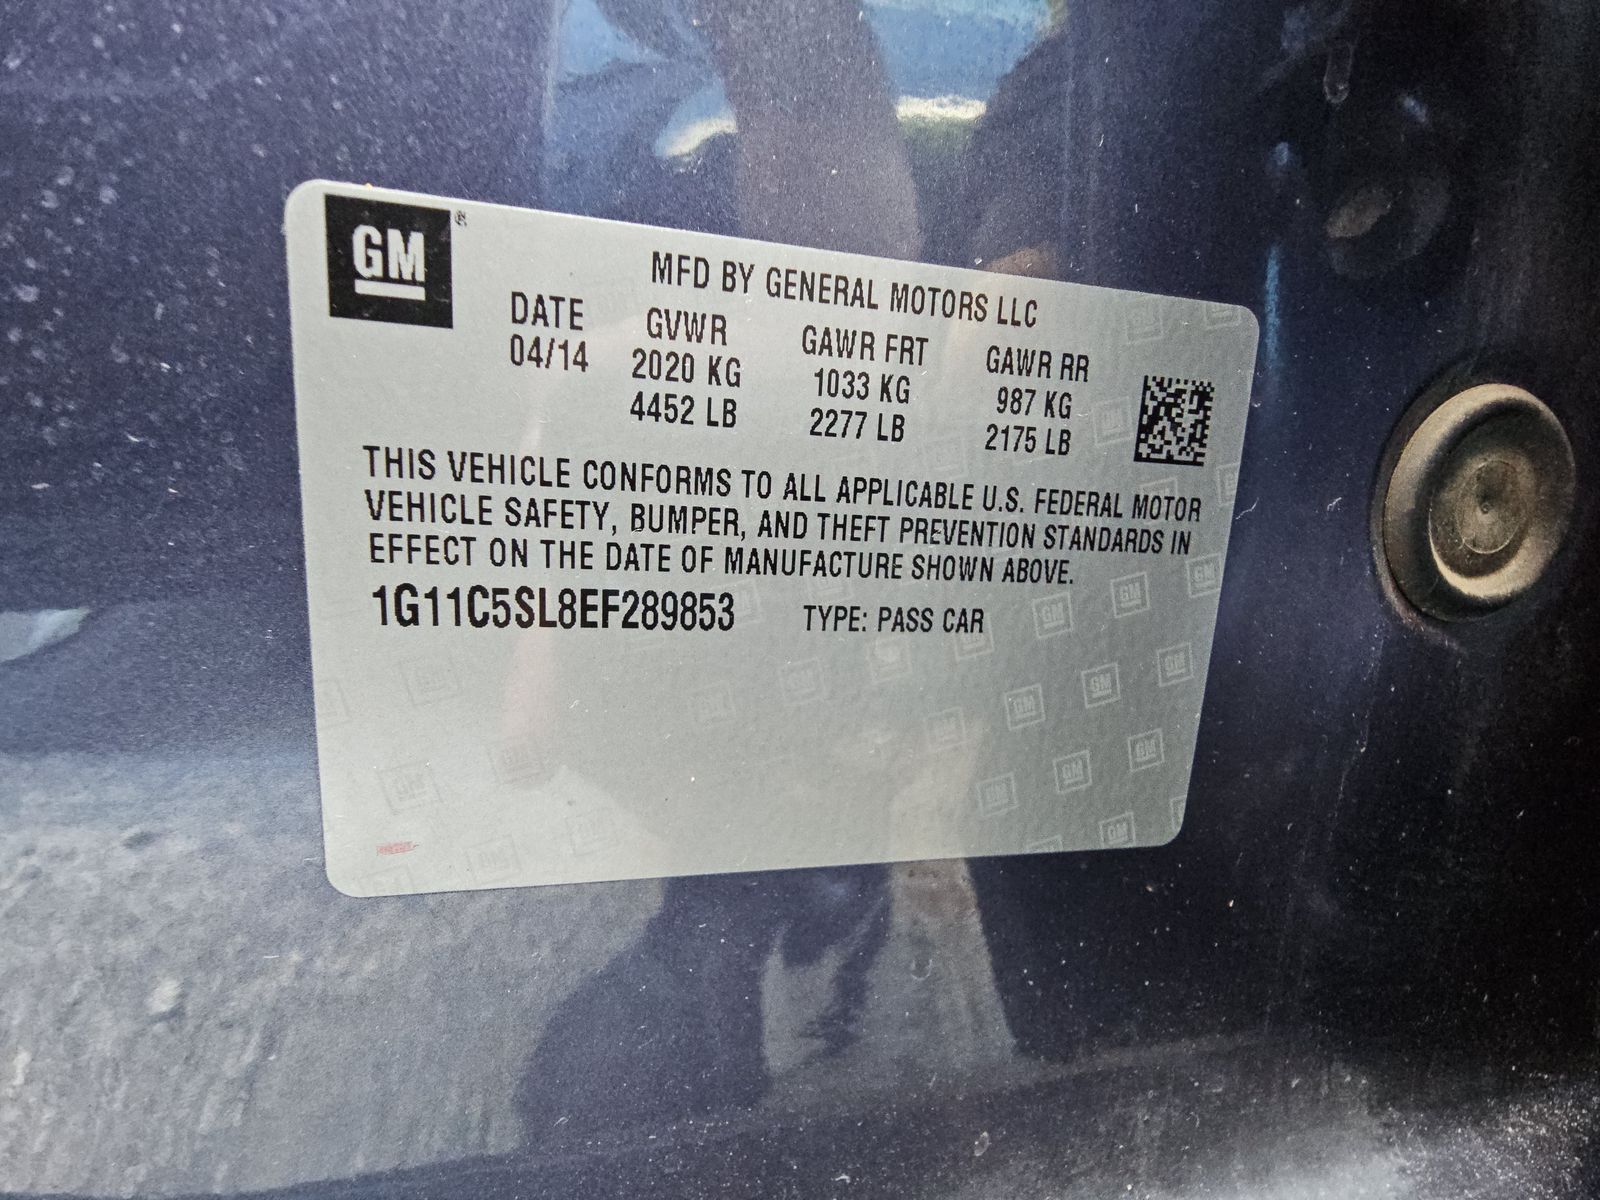 GM ®
MFD BY GENERAL MOTORS LLC
DATE GVWR GAWR FRT GAWR RR
04/14 2020 KG 1033 KG 987 KG
4452 LB 2277 LB 2175 LB
THIS VEHICLE CONFORMS TO ALL APPLICABLE U.S. FEDERAL MOTOR
VEHICLE SAFETY, BUMPER, AND THEFT PREVENTION STANDARDS IN
EFFECT ON THE DATE OF MANUFACTURE SHOWN ABOVE.
1G11C5SL8EF289853 TYPE: PASS CAR